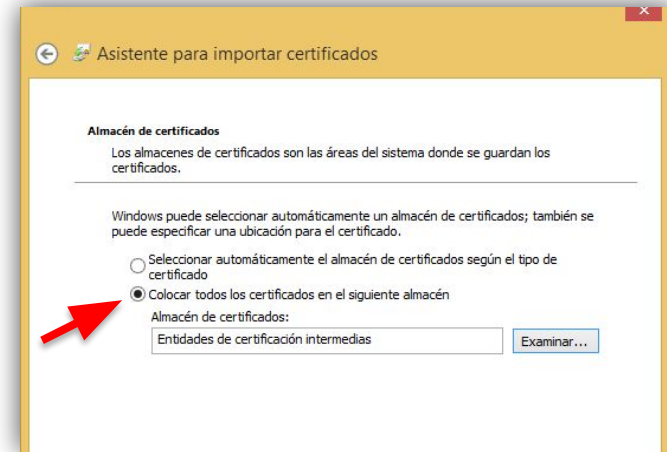 Asistente para importar certificados
Almacén de certificados
Los almacenes de certificados son las áreas del sistema donde se guardan los
certificados.
Windows puede seleccionar automáticamente un almacén de certificados; también se
puede especificar una ubicación para el certificado.
Seleccionar automáticamente el almacén de certificados según el tipo de
certificado
Colocar todos los certificados en el siguiente almacén
Almacén de certificados:
Entidades de certificación intermedias
Examinar...